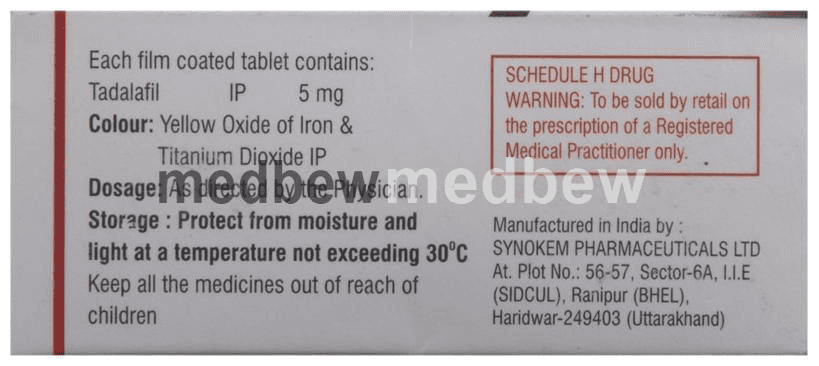 Each film coated tablet contains:
Tadalafil IP 5 mg
Colour: Yellow Oxide of Iron &
Titanium Dioxide IP
Dosage: As directed by the Physician.
Storage : Protect from moisture and
light at a temperature not exceeding 30⁰C
Keep all the medicines out of reach of
children
medbew medbew
SCHEDULE H DRUG
WARNING: To be sold by retail on
the prescription of a Registered
Medical Practitioner only.
Manufactured in India by :
SYNOKEM PHARMACEUTICALS LTD
At. Plot No.: 56-57, Sector-6A, I.I.E
(SIDCUL), Ranipur (BHEL),
Haridwar-249403 (Uttarakhand)